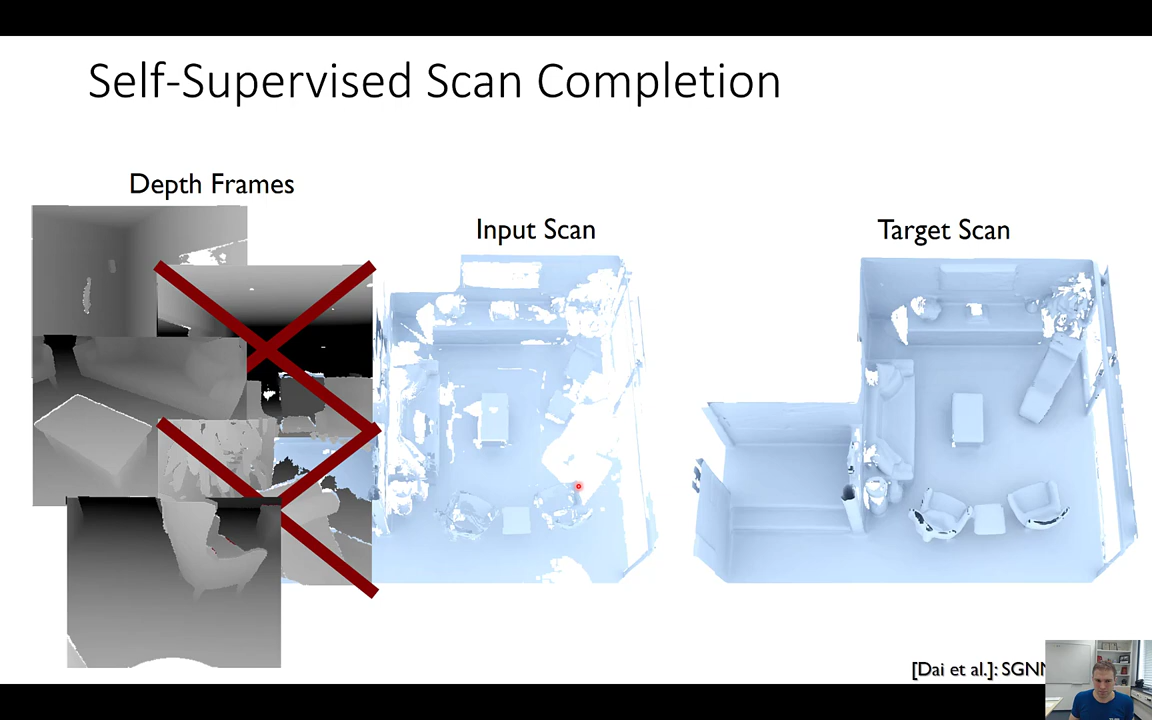 Self-Supervised Scan Completion
Depth Frames
Input Scan
Target Scan
[Dai et al.]: SGNN